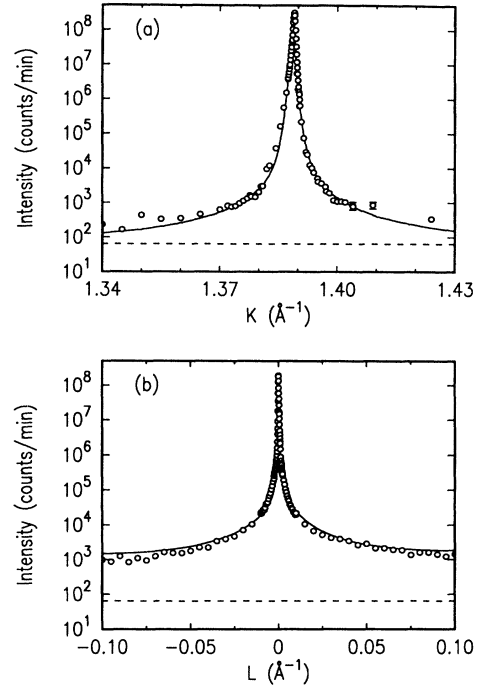 (a)
Intensity (counts/min)
10⁸
10⁷
10⁶
10⁵
10⁴
10³
10²
10¹
1.34 1.37 1.40 1.43
K (Å⁻¹)
(b)
Intensity (counts/min)
10⁸
10⁷
10⁶
10⁵
10⁴
10³
10²
10¹
−0.10 −0.05 0 0.05 0.10
L (Å⁻¹)